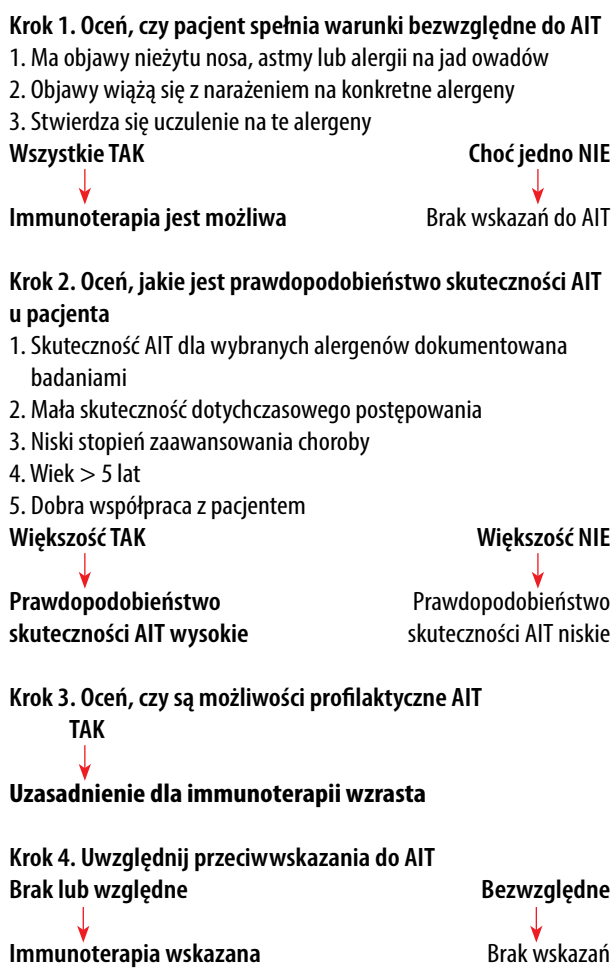 Krok 1. Oceń, czy pacjent spełnia warunki bezwzględne do AIT
1. Ma objawy nieżytu nosa, astmy lub alergii na jad owadów
2. Objawy wiążą się z narażeniem na konkretne alergeny
3. Stwierdza się uczulenie na te alergeny
Wszystkie TAK Choć jedno NIE
Immunoterapia jest możliwa Brak wskazań do AIT
Krok 2. Oceń, jakie jest prawdopodobieństwo skuteczności AIT
u pacjenta
1. Skuteczność AIT dla wybranych alergenów dokumentowana
badaniami
2. Mała skuteczność dotychczasowego postępowania
3. Niski stopień zaawansowania choroby
4. Wiek > 5 lat
5. Dobra współpraca z pacjentem
Większość TAK Większość NIE
Prawdopodobieństwo Prawdopodobieństwo
skuteczności AIT wysokie skuteczności AIT niskie
Krok 3. Oceń, czy są możliwości profilaktyczne AIT
TAK
Uzasadnienie dla immunoterapii wzrasta
Krok 4. Uwzględnij przeciwwskazania do AIT
Brak lub względne Bezwzględne
Immunoterapia wskazana Brak wskazań